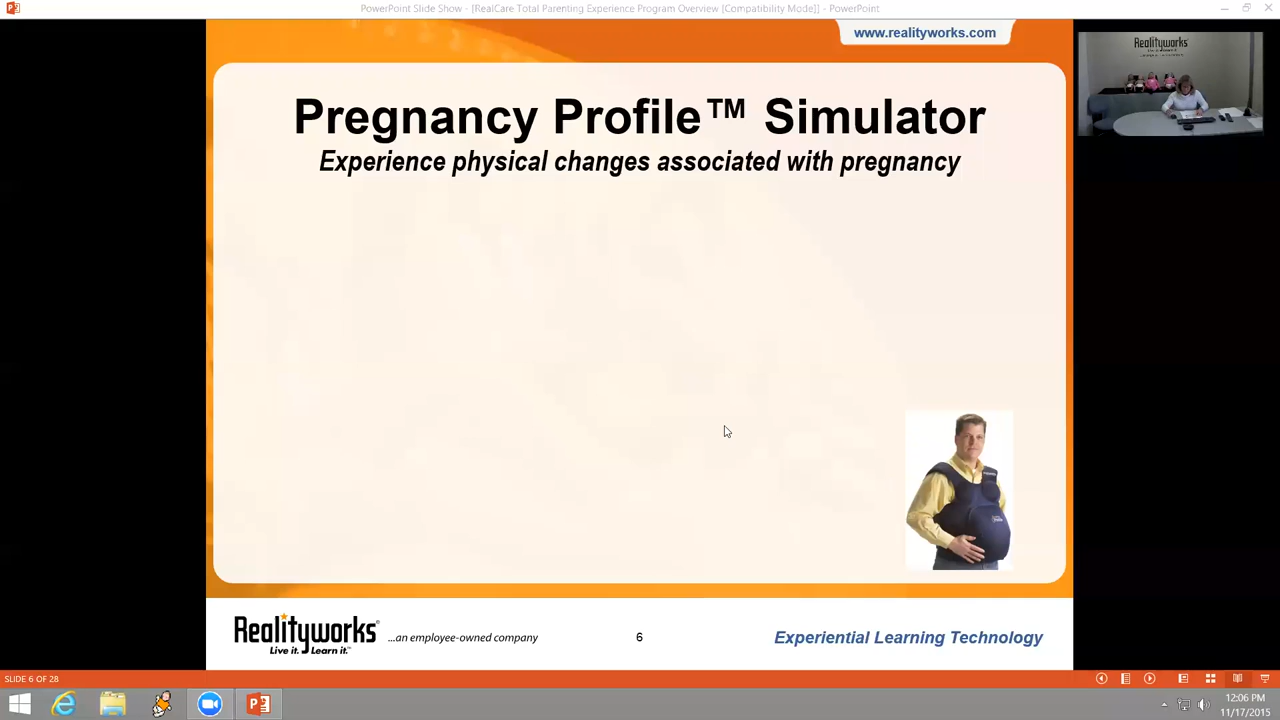 PowerPoint Slide Show - [RealCare Total Parenting Experience Program Overview [Compatibility Mode]] - PowerPoint
www.realityworks.com
Realityworks
Pregnancy Profile™ Simulator
Experience physical changes associated with pregnancy
Realityworks®
Live it. Learn it.™
...an employee-owned company
6
Experiential Learning Technology
SLIDE 6 OF 28
12:06 PM
11/17/2015